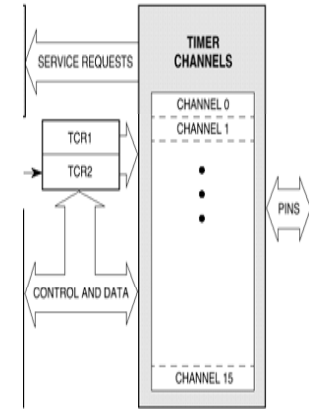 TIMER
CHANNELS
SERVICE REQUESTS
CHANNEL 0
CHANNEL 1
TCR1
TCR2
PINS
CONTROL AND DATA
CHANNEL 15